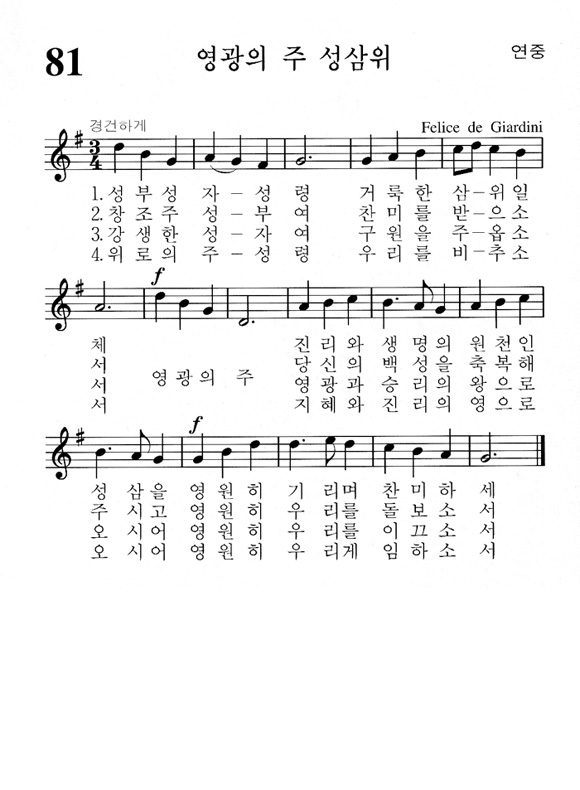 81
영광의 주 성삼위
연중
경건하게
Felice de Giardini
1. 성 부 성 자 - 성 령 거 룩 한 삼 - 위 일
2. 창 조 주 성 - 부 여 찬 미 를 받 - 으 소
3. 강 생 한 성 - 자 여 구 원 을 주 - 옵 소
4. 위 로 의 주 - 성 령 우 리 를 비 - 추 소
f
체 진 리 와 생 명 의 원 천 인
서 당 신 의 백 성 을 축 복 해
영 광 의 주
서 영 광 과 승 리 의 왕 으 로
서 지 혜 와 진 리 의 영 으 로
f
성 삼 을 영 원 히 기 리 며 찬 미 하 세
주 시 고 영 원 히 우 리 를 돌 보 소 서
오 시 어 영 원 히 우 리 를 이 끄 소 서
오 시 어 영 원 히 우 리 게 임 하 소 서